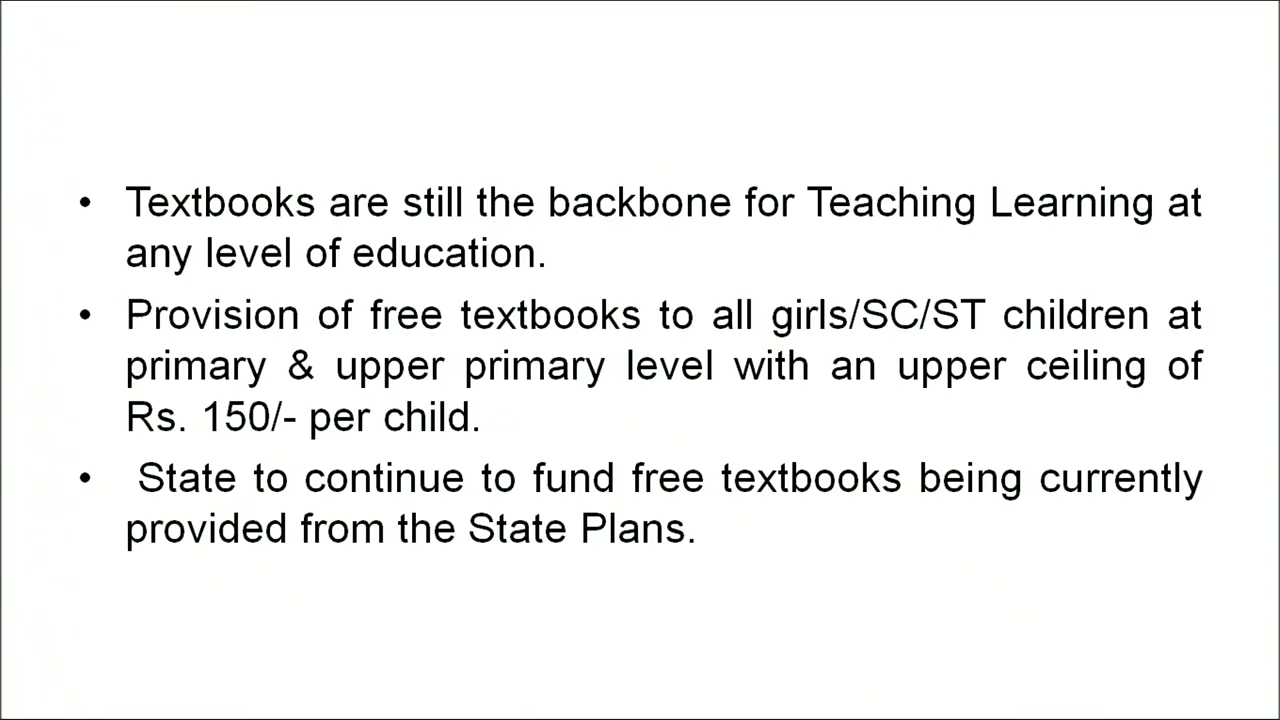 • Textbooks are still the backbone for Teaching Learning at
any level of education.
• Provision of free textbooks to all girls/SC/ST children at
primary & upper primary level with an upper ceiling of
Rs. 150/- per child.
• State to continue to fund free textbooks being currently
provided from the State Plans.